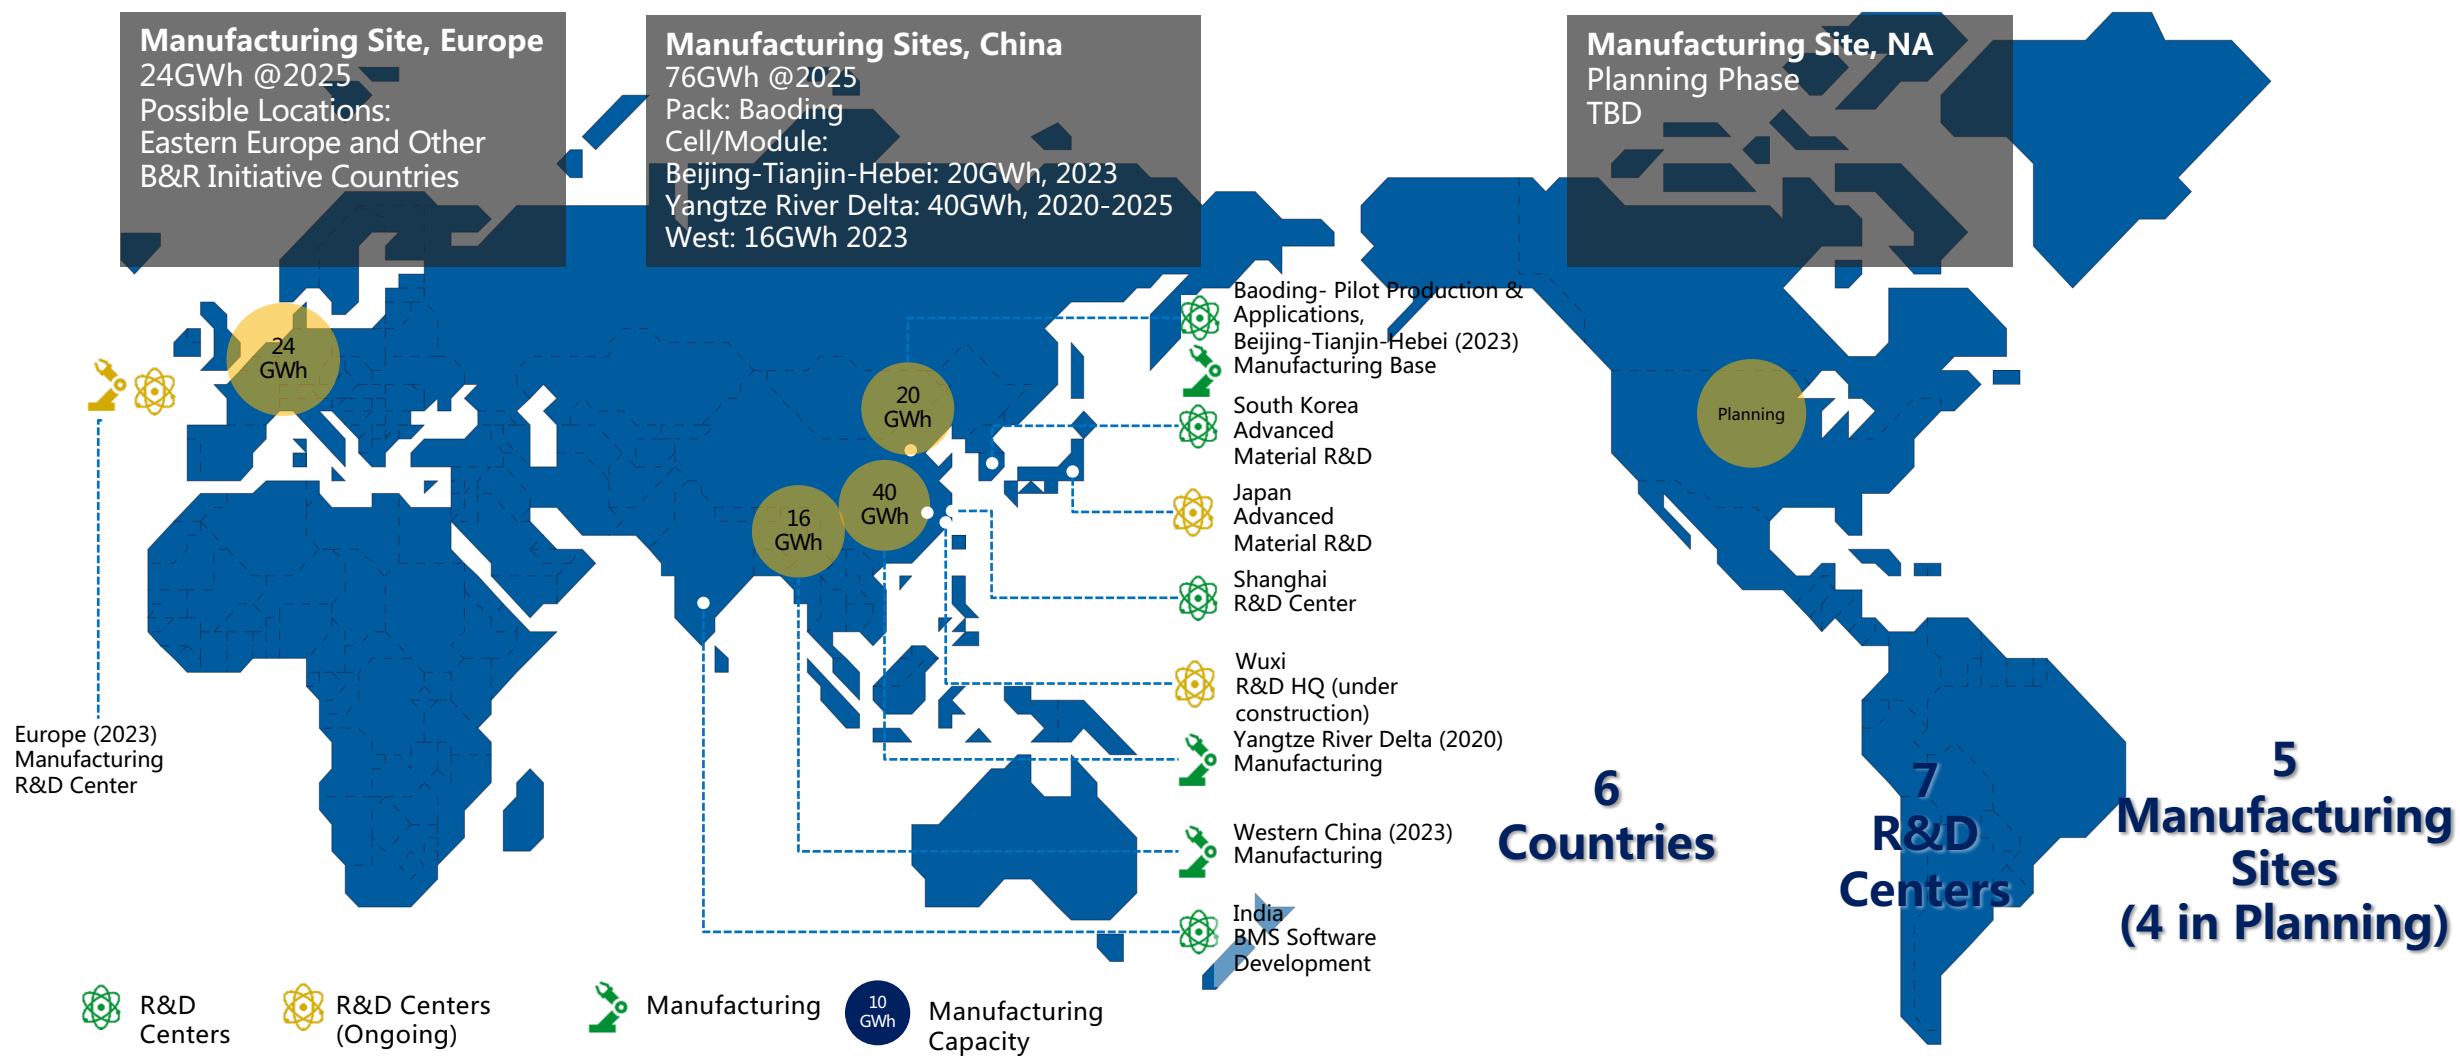 Manufacturing Site, Europe
24GWh @2025
Possible Locations:
Eastern Europe and Other
B&R Initiative Countries
Manufacturing Sites, China
76GWh @2025
Pack: Baoding
Cell/Module:
Beijing-Tianjin-Hebei: 20GWh, 2023
Yangtze River Delta: 40GWh, 2020-2025
West: 16GWh 2023
Manufacturing Site, NA
Planning Phase
TBD
24
GWh
20
GWh
40
GWh
16
GWh
Planning
Baoding- Pilot Production &
Applications,
Beijing-Tianjin-Hebei (2023)
Manufacturing Base
South Korea
Advanced
Material R&D
Japan
Advanced
Material R&D
Shanghai
R&D Center
Wuxi
R&D HQ (under
construction)
Yangtze River Delta (2020)
Manufacturing
Western China (2023)
Manufacturing
India
BMS Software
Development
Europe (2023)
Manufacturing
R&D Center
6
Countries
7
R&D
Centers
5
Manufacturing
Sites
(4 in Planning)
R&D
Centers
R&D Centers
(Ongoing)
Manufacturing
10
GWh
Manufacturing
Capacity